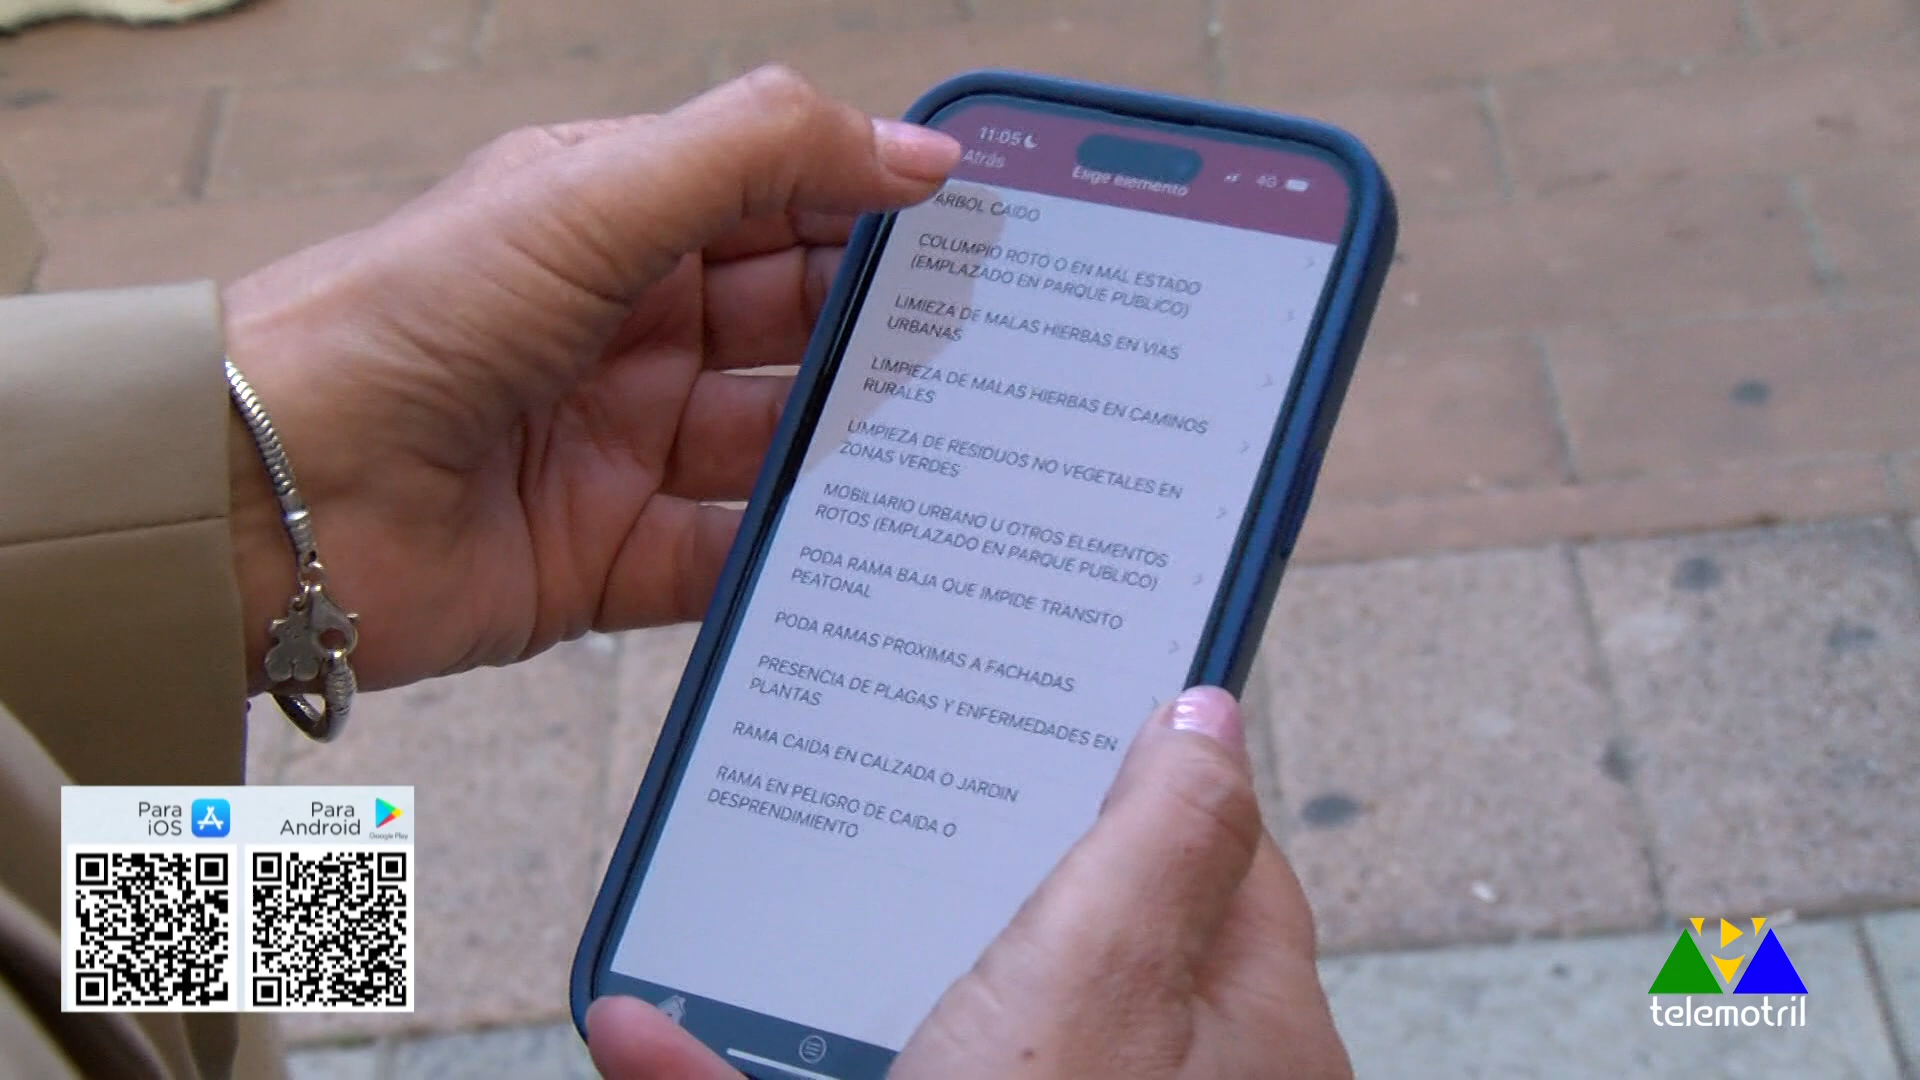 11:05
Atrás
Elige elemento
4G
ARBOL CAIDO
COLUMPIO ROTO O EN MAL ESTADO
(EMPLAZADO EN PARQUE PUBLICO)
LIMIEZA DE MALAS HIERBAS EN VIAS
URBANAS
LIMPIEZA DE MALAS HIERBAS EN CAMINOS
RURALES
LIMPIEZA DE RESIDUOS NO VEGETALES EN
ZONAS VERDES
MOBILIARIO URBANO U OTROS ELEMENTOS
ROTOS (EMPLAZADO EN PARQUE PUBLICO)
PODA RAMA BAJA QUE IMPIDE TRANSITO
PEATONAL
PODA RAMAS PROXIMAS A FACHADAS
PRESENCIA DE PLAGAS Y ENFERMEDADES EN
PLANTAS
RAMA CAIDA EN CALZADA O JARDIN
RAMA EN PELIGRO DE CAIDA O
DESPRENDIMIENTO
Para
iOS
Para
Android
Google Play
telemotril